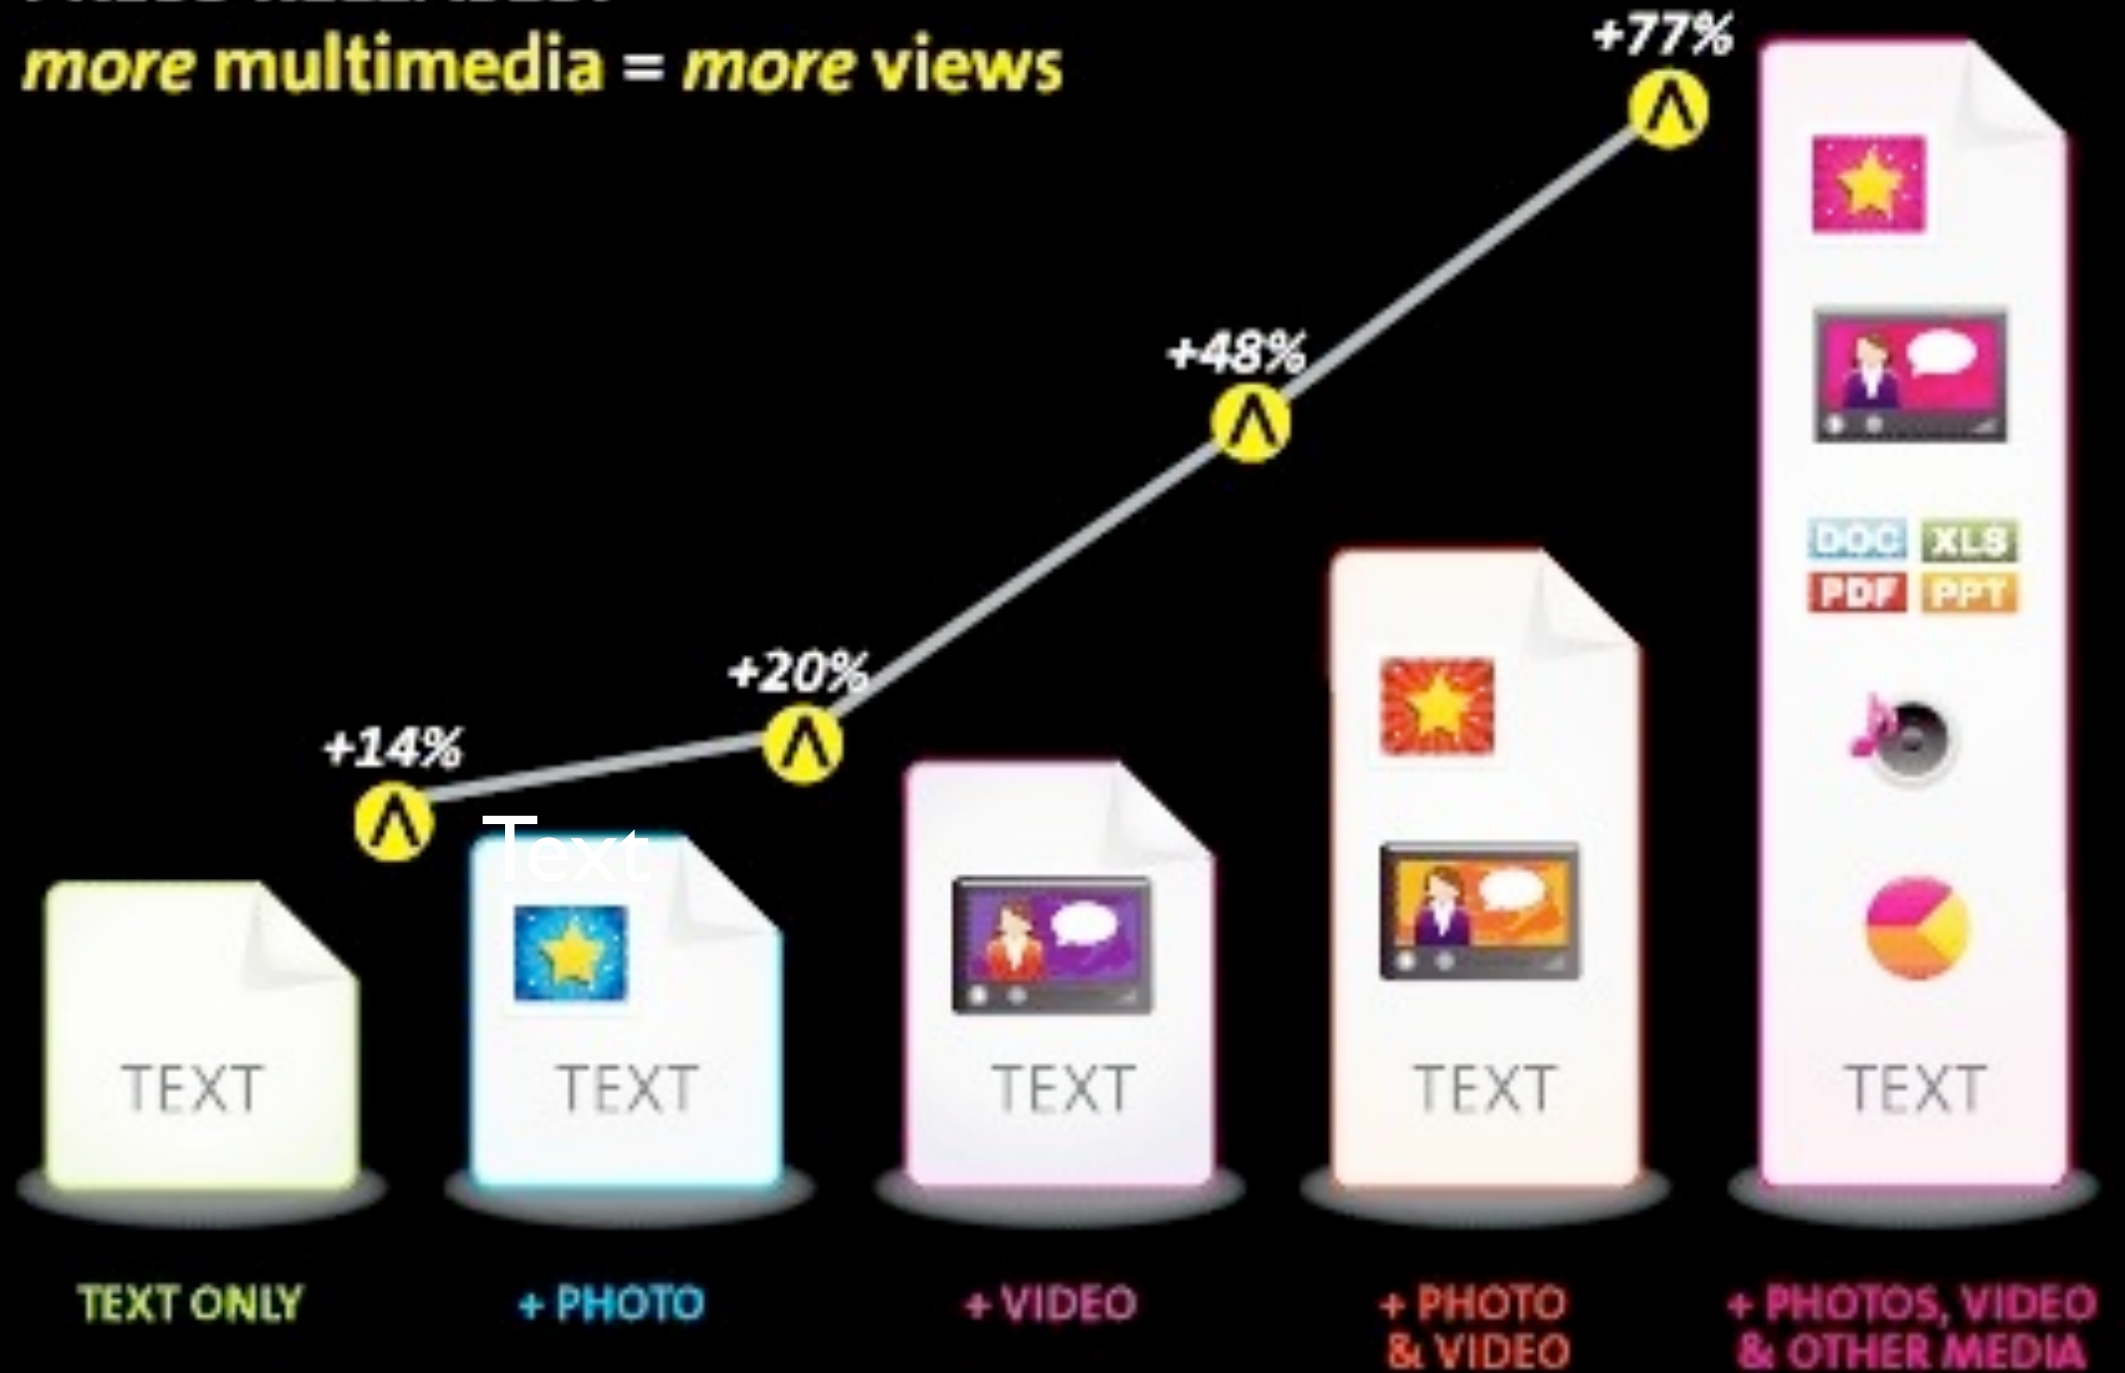 more multimedia = more views
+77%
+48%
+20%
+14%
Text
DOC XLS
PDF PPT
TEXT TEXT TEXT TEXT TEXT
TEXT ONLY + PHOTO + VIDEO + PHOTO + PHOTOS, VIDEO
& VIDEO & OTHER MEDIA